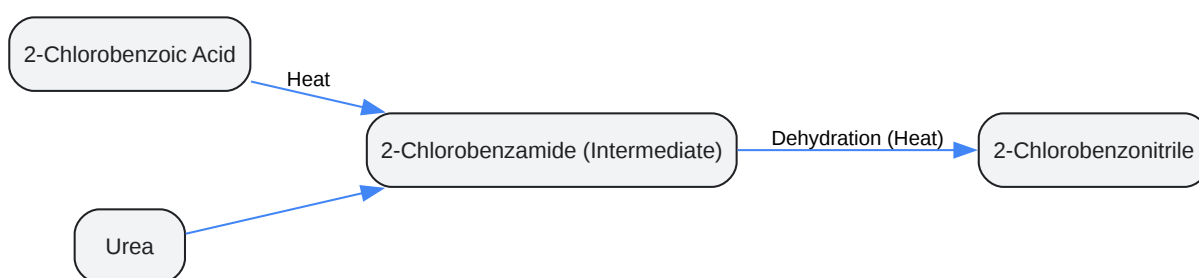 2-Chlorobenzoic Acid
Heat
2-Chlorobenzamide (Intermediate)
Dehydration (Heat)
2-Chlorobenzonitrile
Urea